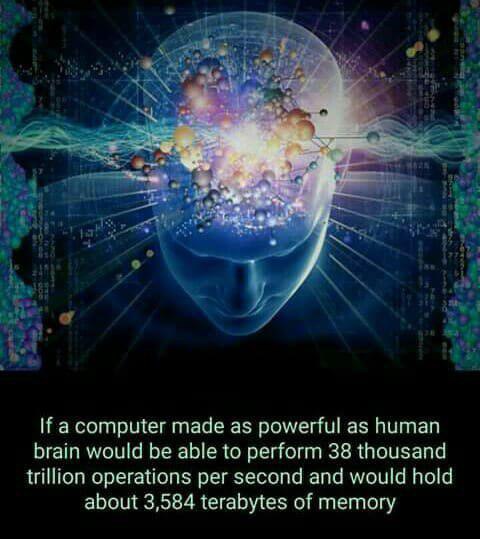 If a computer made as powerful as human
brain would be able to perform 38 thousand
trillion operations per second and would hold
about 3,584 terabytes of memory